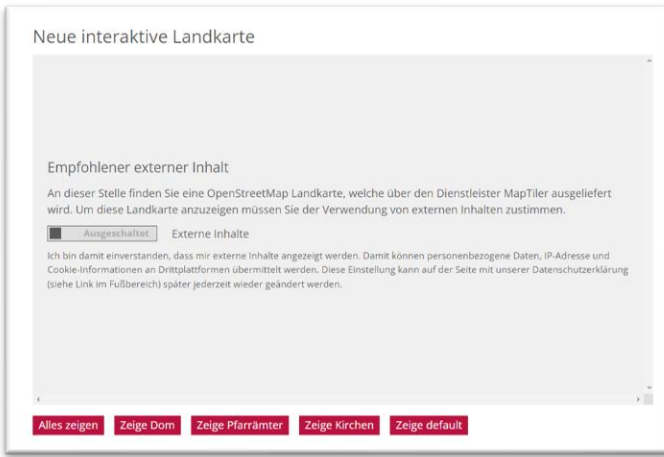 Neue interaktive Landkarte
Empfohlener externer Inhalt
An dieser Stelle finden Sie eine OpenStreetMap Landkarte, welche über den Dienstleister MapTiler ausgeliefert
wird. Um diese Landkarte anzuzeigen müssen Sie der Verwendung von externen Inhalten zustimmen.
Ausgeschaltet Externe Inhalte
Ich bin damit einverstanden, dass mir externe Inhalte angezeigt werden. Damit können personenbezogene Daten, IP-Adresse und
Cookie-Informationen an Drittplattformen übermittelt werden. Diese Einstellung kann auf der Seite mit unserer Datenschutzerklärung
(siehe Link im Fußbereich) später jederzeit wieder geändert werden.
Alles zeigen Zeige Dom Zeige Pfarrämter Zeige Kirchen Zeige default